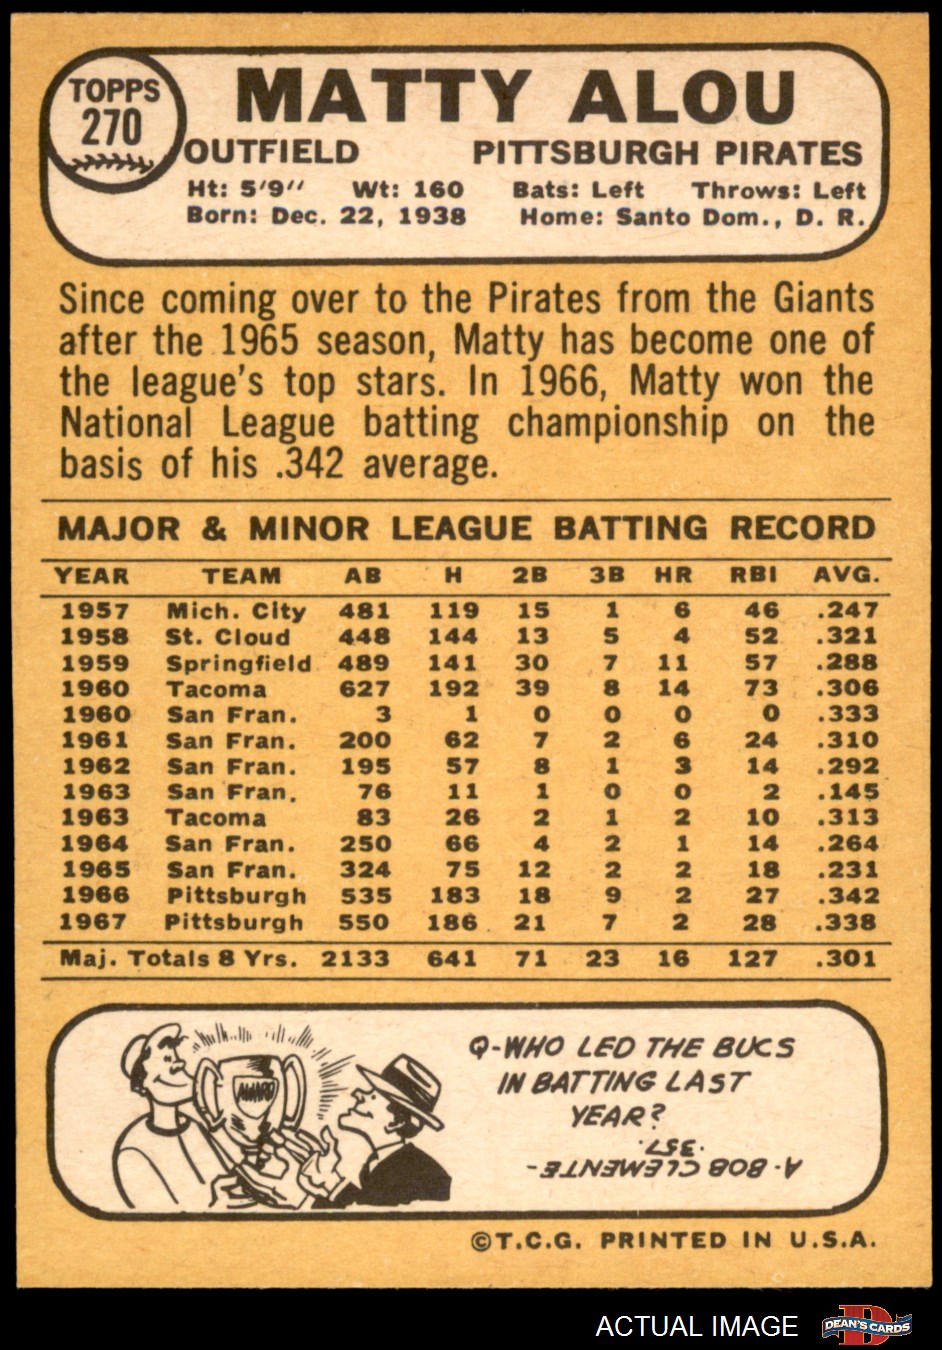 TOPPS
270
MATTY ALOU
OUTFIELD PITTSBURGH PIRATES
Ht: 5'9" Wt: 160 Bats: Left Throws: Left
Born: Dec. 22, 1938 Home: Santo Dom., D. R.
Since coming over to the Pirates from the Giants
after the 1965 season, Matty has become one of
the league's top stars. In 1966, Matty won the
National League batting championship on the
basis of his .342 average.
MAJOR & MINOR LEAGUE BATTING RECORD
YEAR TEAM AB H 2B 3B HR RBI AVG.
1957 Mich. City 481 119 15 1 6 46 .247
1958 St. Cloud 448 144 13 5 4 52 .321
1959 Springfield 489 141 30 7 11 57 .288
1960 Tacoma 627 192 39 8 14 73 .306
1960 San Fran. 3 1 0 0 0 0 .333
1961 San Fran. 200 62 7 2 6 24 .310
1962 San Fran. 195 57 8 1 3 14 .292
1963 San Fran. 76 11 1 0 0 2 .145
1963 Tacoma 83 26 2 1 2 10 .313
1964 San Fran. 250 66 4 2 1 14 .264
1965 San Fran. 324 75 12 2 2 18 .231
1966 Pittsburgh 535 183 18 9 2 27 .342
1967 Pittsburgh 550 186 21 7 2 28 .338
Maj. Totals 8 Yrs. 2133 641 71 23 16 127 .301
AWARD
Q-WHO LED THE BUCS
IN BATTING LAST
YEAR?
A-BOB CLEMENTE-
.357.
©T.C.G. PRINTED IN U.S.A.
ACTUAL IMAGE
D
DEAN'S CARDS